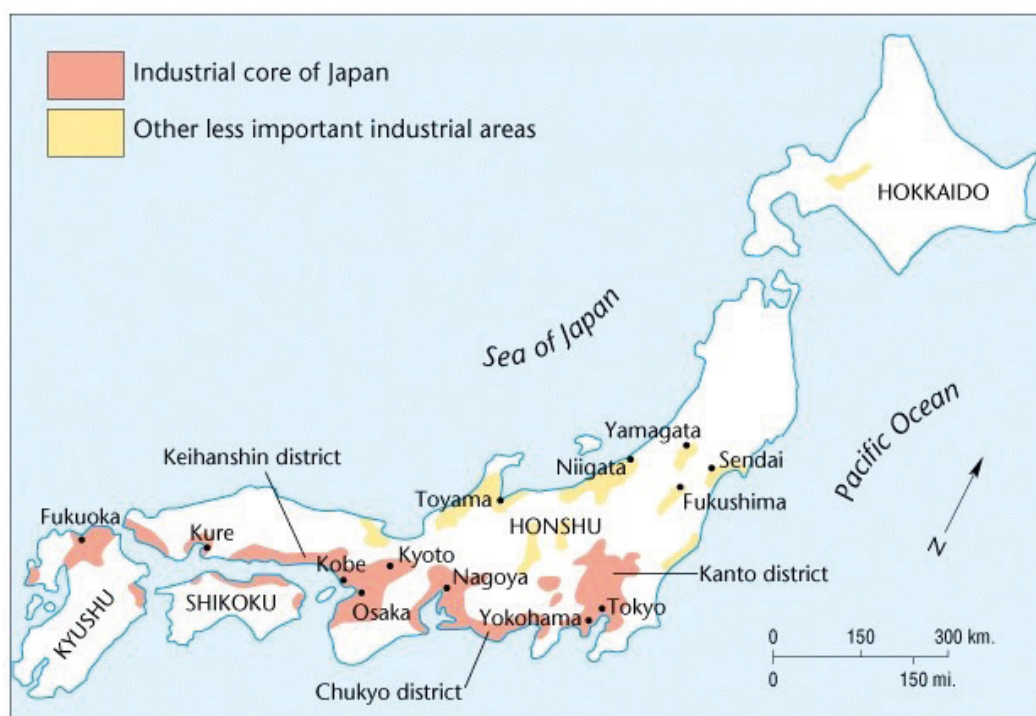 Industrial core of Japan
Other less important industrial areas
HOKKAIDO
Sea of Japan
Pacific Ocean
Yamagata
Keihanshin district
Niigata
Sendai
Toyama
Fukushima
Fukuoka
HONSHU
N
Kure
Kyoto
Kobe
Nagoya
Kanto district
SHIKOKU
Osaka
Tokyo
Yokohama
KYUSHU
Chukyo district
0 150 300 km.
0 150 mi.